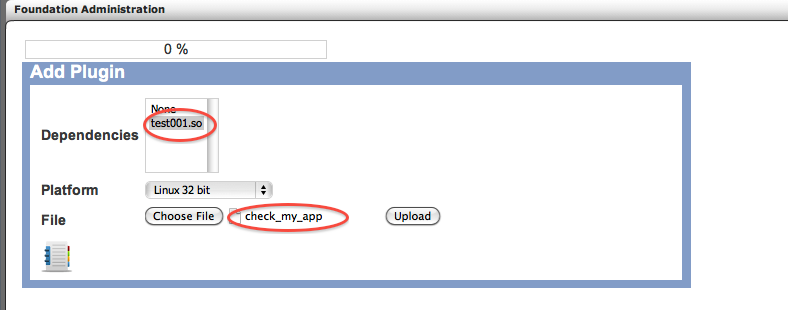 Foundation Administration
0 %
Add Plugin
Dependencies
None
test001.so
Platform
Linux 32 bit
File
Choose File
check_my_app
Upload